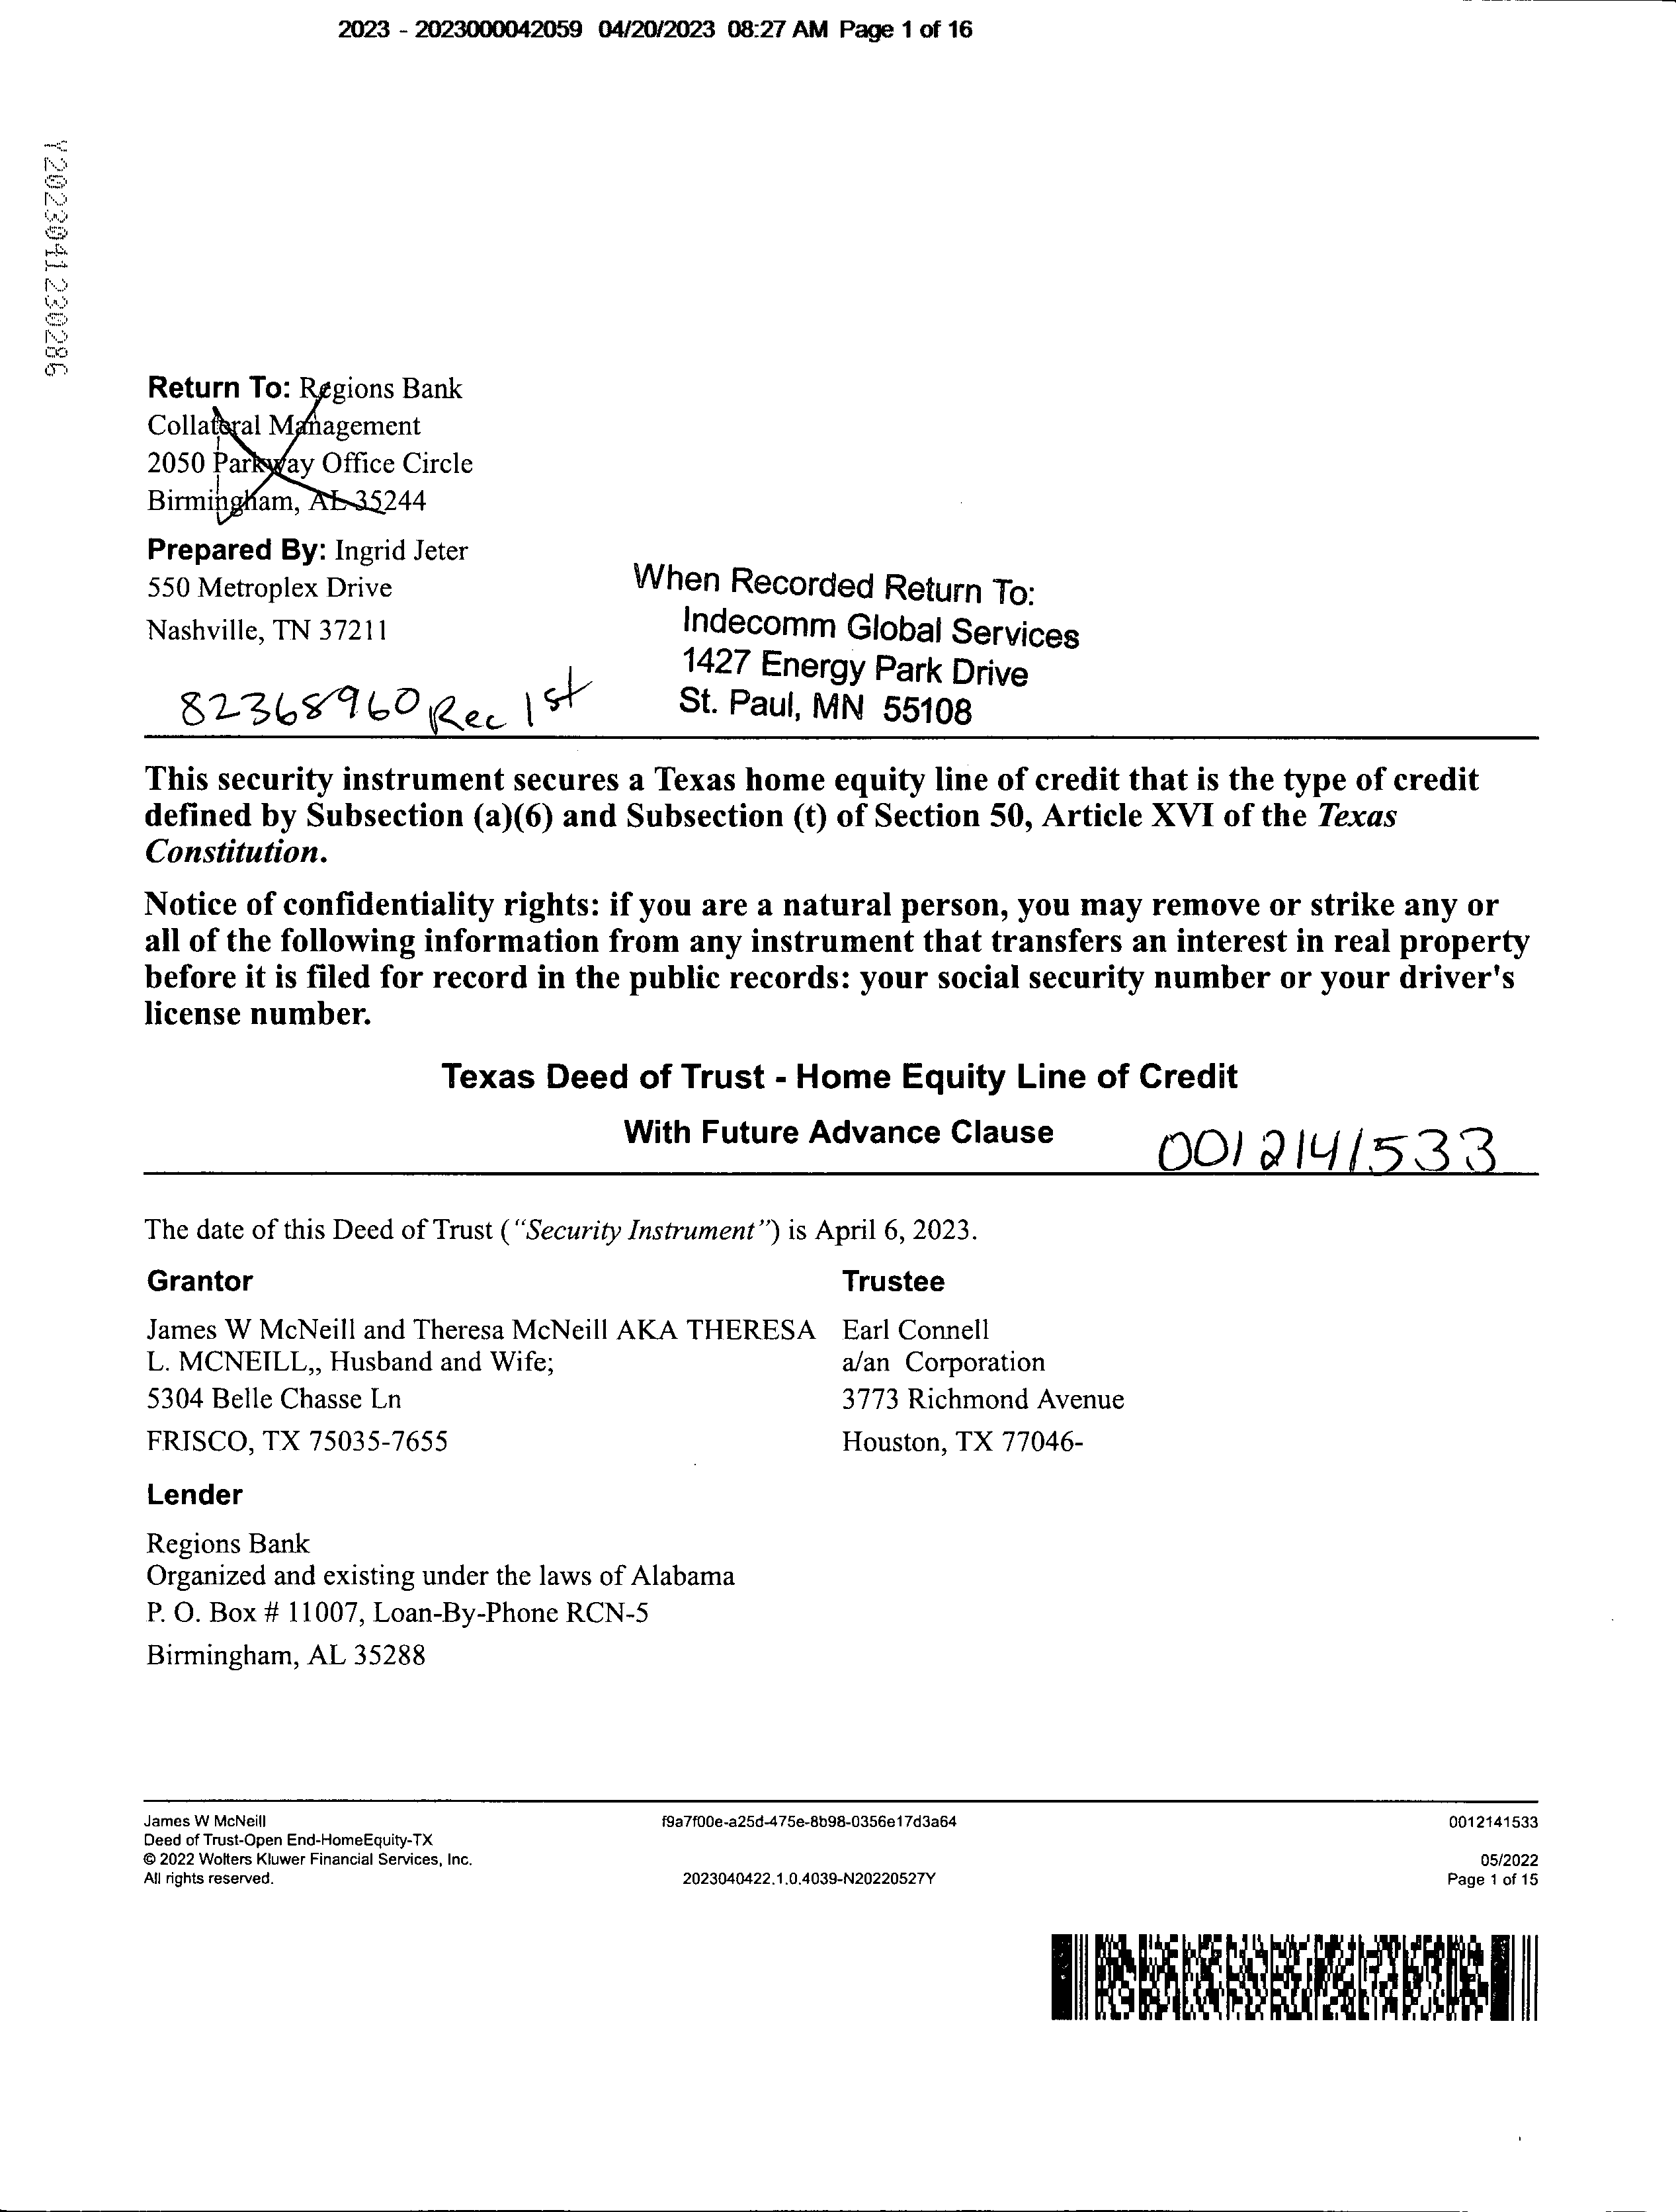 2023 - 2023000042059 04/20/2023 08:27 AM Page 1 of 16
Y2023041230286
Return To: Regions Bank
Collateral Management
2050 Parkway Office Circle
Birmingham, AL 35244
Prepared By: Ingrid Jeter
550 Metroplex Drive
Nashville, TN 37211
When Recorded Return To:
Indecomm Global Services
1427 Energy Park Drive
St. Paul, MN 55108
82368960 Rec 1st
This security instrument secures a Texas home equity line of credit that is the type of credit
defined by Subsection (a)(6) and Subsection (t) of Section 50, Article XVI of the Texas
Constitution.
Notice of confidentiality rights: if you are a natural person, you may remove or strike any or
all of the following information from any instrument that transfers an interest in real property
before it is filed for record in the public records: your social security number or your driver's
license number.
Texas Deed of Trust - Home Equity Line of Credit
With Future Advance Clause
0012141533
The date of this Deed of Trust ("Security Instrument") is April 6, 2023.
Grantor
James W McNeill and Theresa McNeill AKA THERESA
L. MCNEILL,, Husband and Wife;
5304 Belle Chasse Ln
FRISCO, TX 75035-7655
Trustee
Earl Connell
a/an Corporation
3773 Richmond Avenue
Houston, TX 77046-
Lender
Regions Bank
Organized and existing under the laws of Alabama
P. O. Box # 11007, Loan-By-Phone RCN-5
Birmingham, AL 35288
James W McNeill
Deed of Trust-Open End-HomeEquity-TX
© 2022 Wolters Kluwer Financial Services, Inc.
All rights reserved.
f9a7f00e-a25d-475e-8b98-0356e17d3a64
2023040422.1.0.4039-N20220527Y
0012141533
05/2022
Page 1 of 15